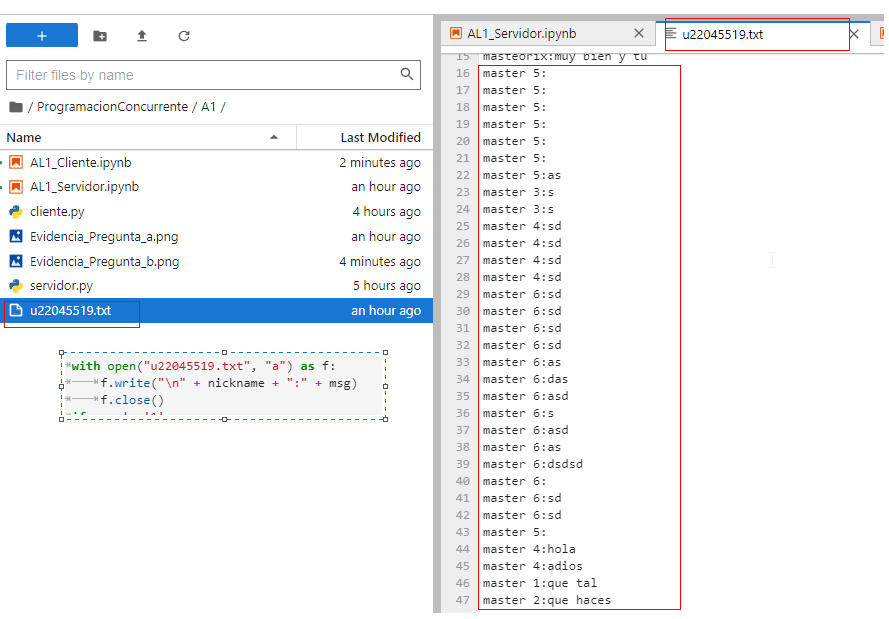 +
Filter files by name
/ ProgramacionConcurrente / A1 /
Name Last Modified
AL1_Cliente.ipynb 2 minutes ago
AL1_Servidor.ipynb an hour ago
cliente.py 4 hours ago
Evidencia_Pregunta_a.png an hour ago
Evidencia_Pregunta_b.png 4 minutes ago
servidor.py 5 hours ago
u22045519.txt an hour ago
with open("u22045519.txt", "a") as f:
f.write("\n" + nickname + ":" + msg)
f.close()
AL1_Servidor.ipynb
u22045519.txt
15 masteorix:muy bien y tu
16 master 5:
17 master 5:
18 master 5:
19 master 5:
20 master 5:
21 master 5:
22 master 5:as
23 master 3:s
24 master 3:s
25 master 4:sd
26 master 4:sd
27 master 4:sd
28 master 4:sd
29 master 6:sd
30 master 6:sd
31 master 6:sd
32 master 6:sd
33 master 6:as
34 master 6:das
35 master 6:asd
36 master 6:s
37 master 6:asd
38 master 6:as
39 master 6:dsdsd
40 master 6:
41 master 6:sd
42 master 6:sd
43 master 5:
44 master 4:hola
45 master 4:adios
46 master 1:que tal
47 master 2:que haces